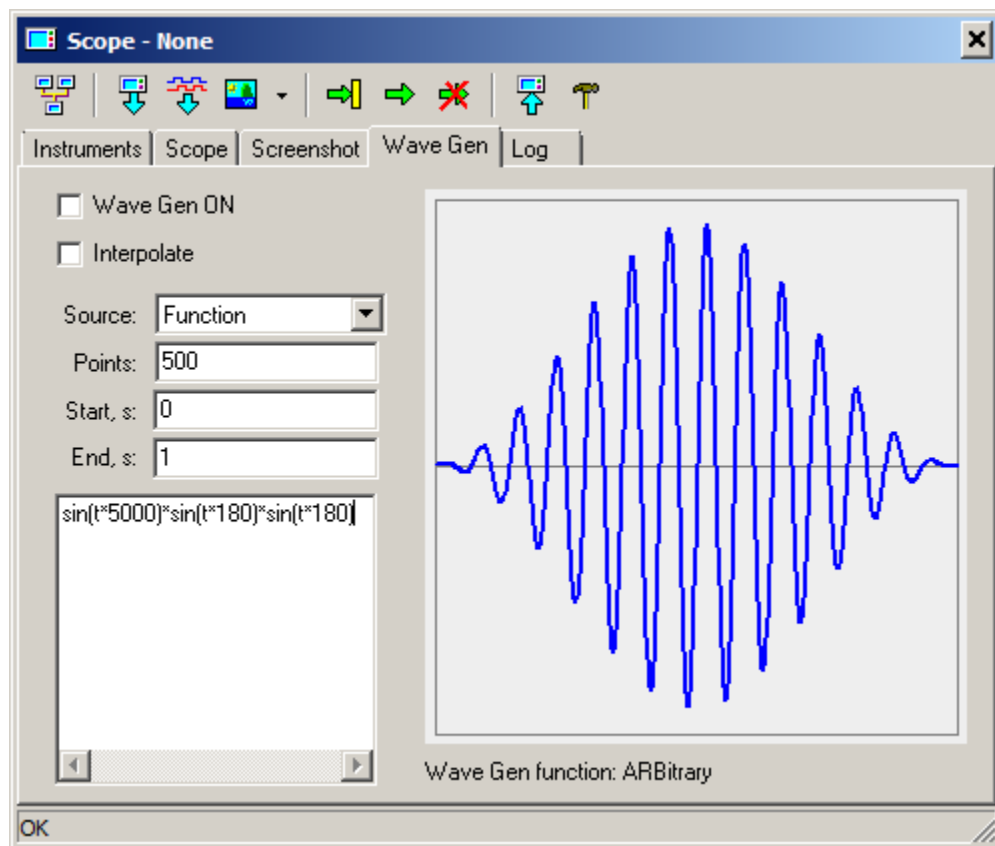 Scope - None
Instruments Scope Screenshot Wave Gen Log
Wave Gen ON
Interpolate
Source: Function
Points: 500
Start, s: 0
End, s: 1
sin(t*5000)*sin(t*180)*sin(t*180)
Wave Gen function: ARBitrary
OK